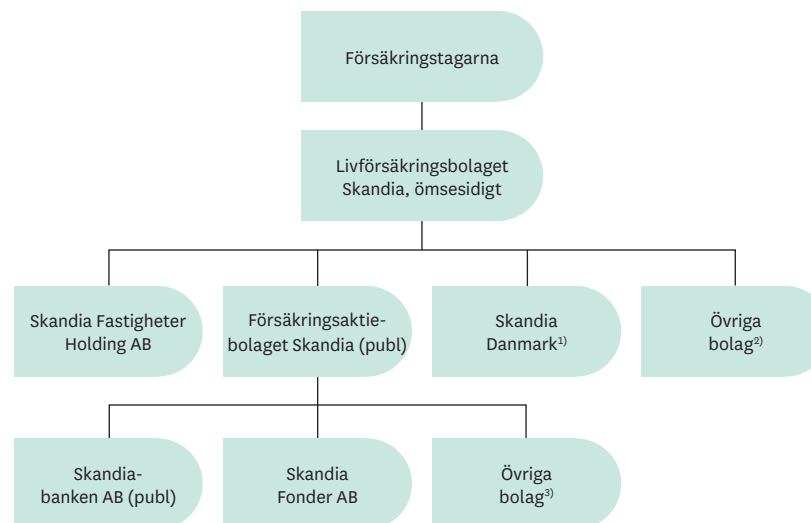 Försäkringstagarna
Livförsäkringsbolaget
Skandia, ömsesidigt
Skandia Fastigheter
Holding AB
Försäkringsaktie-
bolaget Skandia (publ)
Skandia
Danmark¹⁾
Övriga
bolag²⁾
Skandia-
banken AB (publ)
Skandia
Fonder AB
Övriga
bolag³⁾